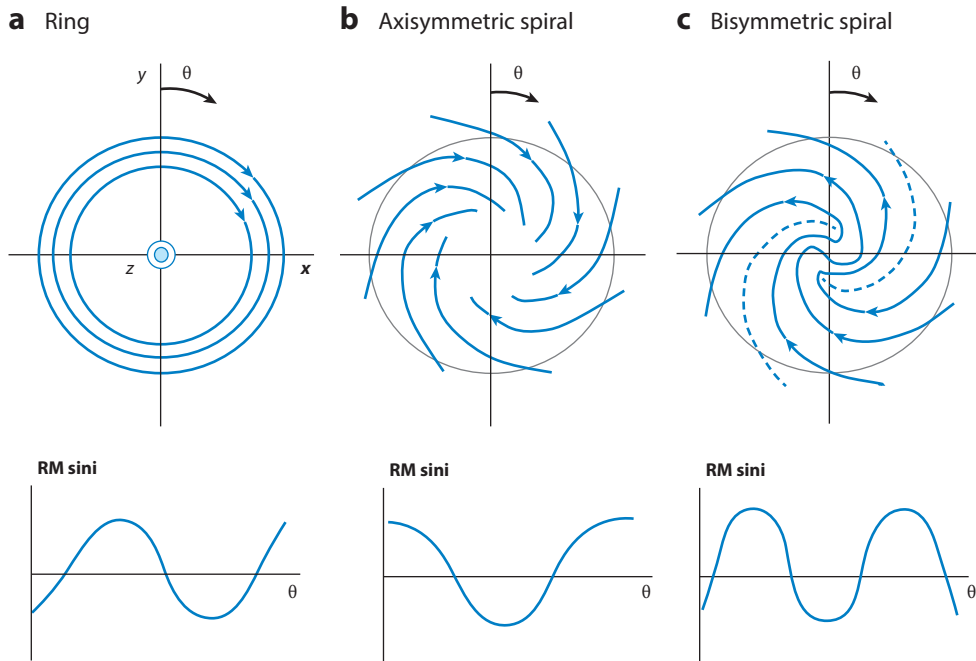 a Ring
b Axisymmetric spiral
c Bisymmetric spiral
y
θ
θ
θ
z
x
RM sini
RM sini
RM sini
θ
θ
θ